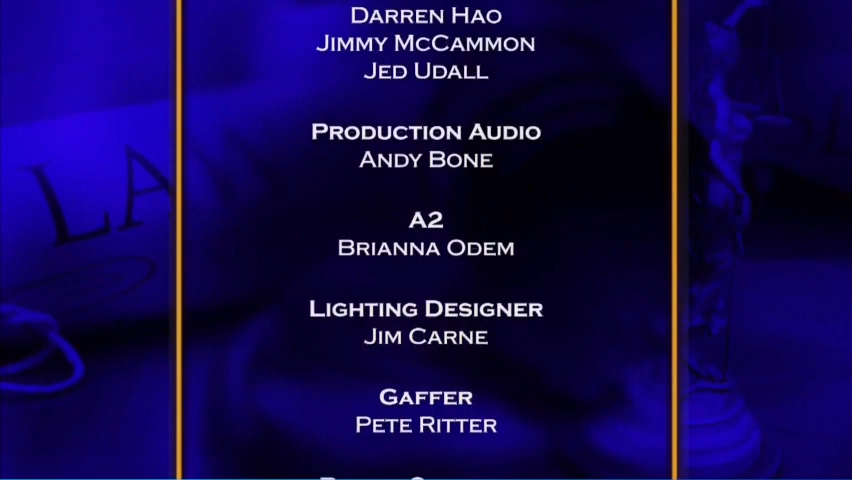 Darren Hao
Jimmy McCammon
Jed Udall
Production Audio
Andy Bone
A2
Brianna Odem
Lighting Designer
Jim Carne
Gaffer
Pete Ritter